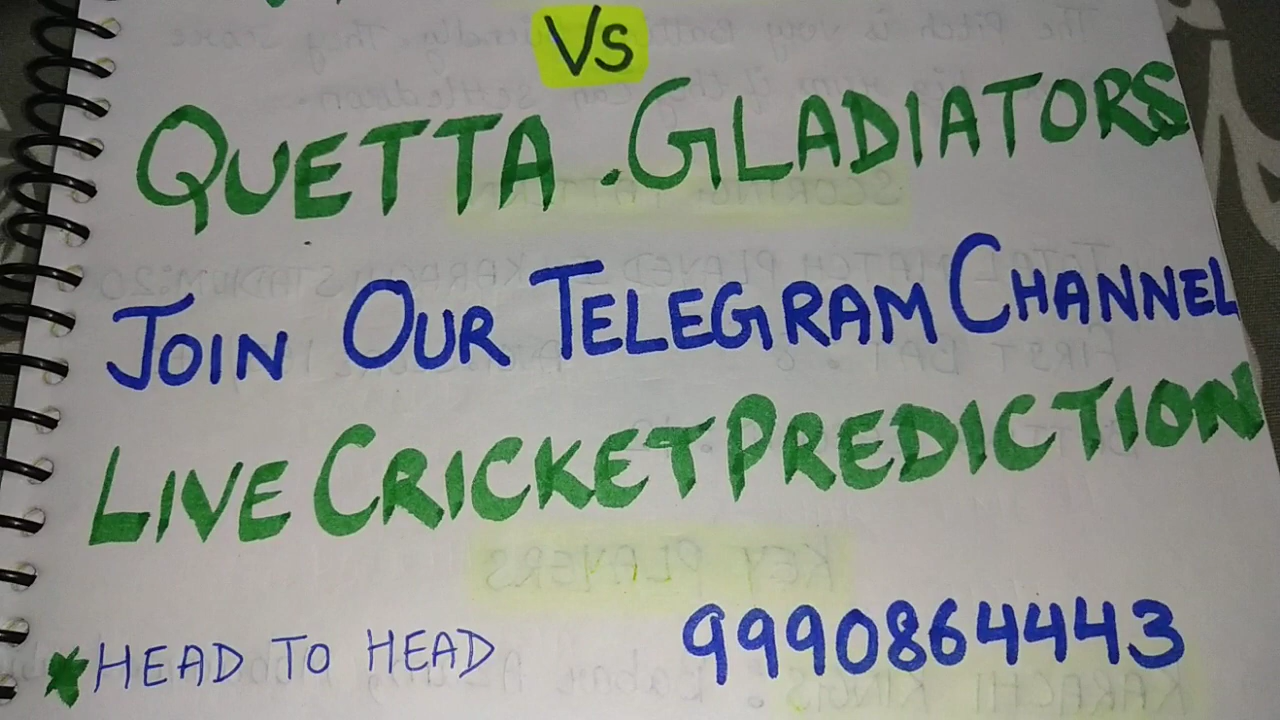 Vs
QUETTA .GLADIATORS
JOIN OUR TELEGRAM CHANNEL
LIVE CRICKET PREDICTION
9990864443
HEAD TO HEAD